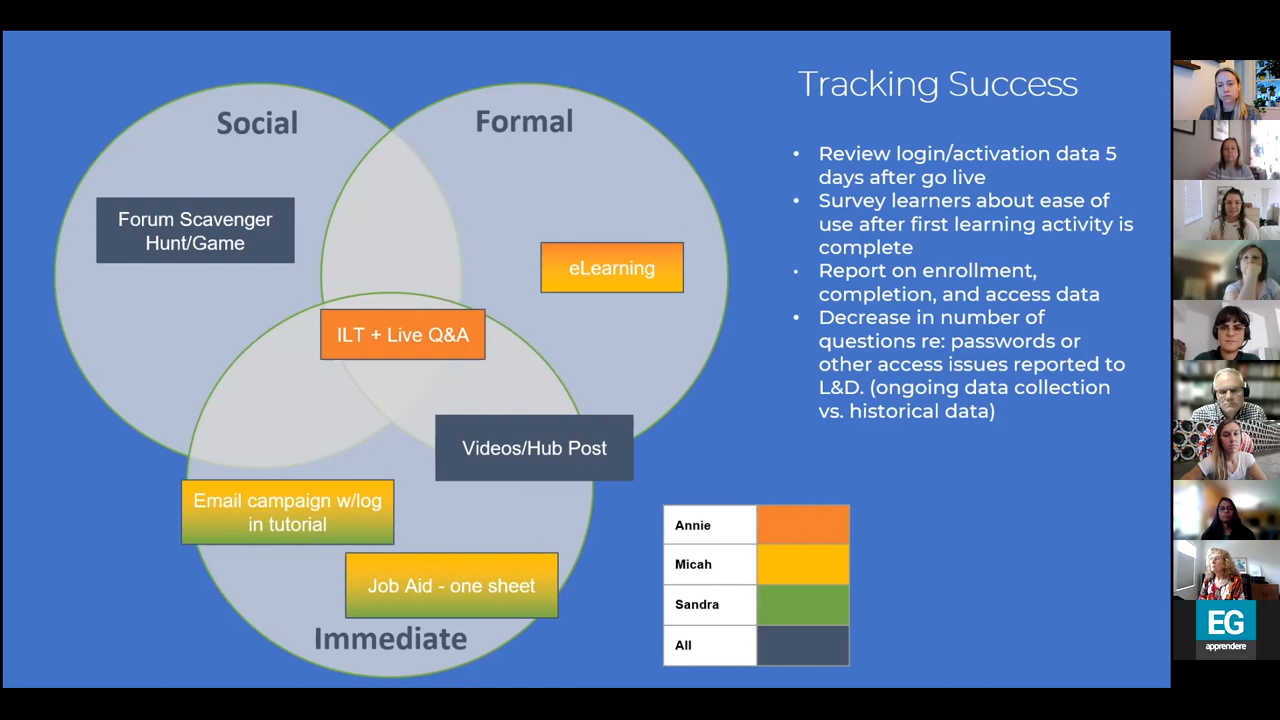 Social
Formal
Forum Scavenger
Hunt/Game
eLearning
ILT + Live Q&A
Videos/Hub Post
Email campaign w/log
in tutorial
Job Aid - one sheet
Immediate
Tracking Success
• Review login/activation data 5
days after go live
• Survey learners about ease of
use after first learning activity is
complete
• Report on enrollment,
completion, and access data
• Decrease in number of
questions re: passwords or
other access issues reported to
L&D. (ongoing data collection
vs. historical data)
Annie
Micah
Sandra
All
EG
apprendere